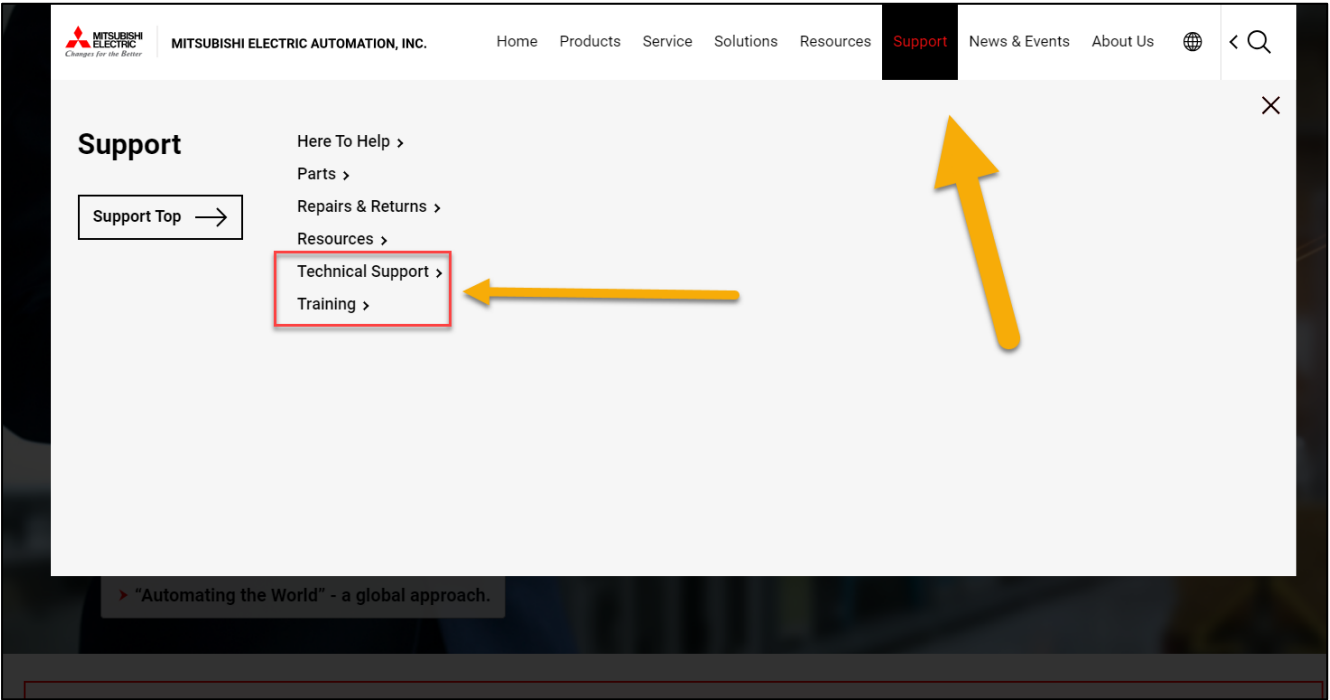 MITSUBISHI
ELECTRIC
Changes for the Better
MITSUBISHI ELECTRIC AUTOMATION, INC.
Home Products Service Solutions Resources Support News & Events About Us
Support
Support Top
Here To Help
Parts
Repairs & Returns
Resources
Technical Support
Training
"Automating the World" - a global approach.